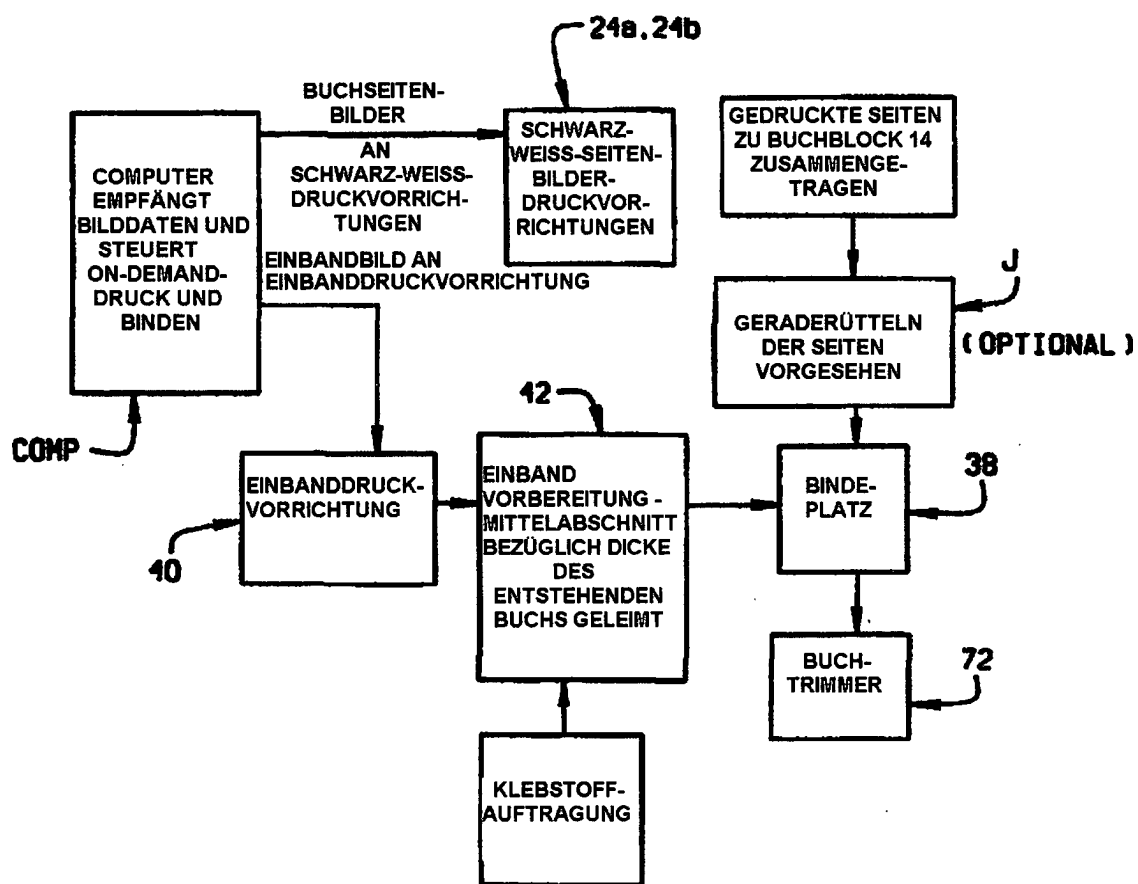 24a.24b
BUCHSEITEN-
BILDER
AN
SCHWARZ-WEISS-
DRUCKVORRICH-
TUNGEN
COMPUTER
EMPFÄNGT
BILDDATEN UND
STEUERT
ON-DEMAND-
DRUCK UND
BINDEN
SCHWARZ-
WEISS-SEITEN-
BILDER-
DRUCKVOR-
RICHTUNGEN
GEDRUCKTE SEITEN
ZU BUCHBLOCK 14
ZUSAMMENGE-
TRAGEN
EINBANDBILD AN
EINBANDDRUCKVORRICHTUNG
J
GERADERÜTTELN
DER SEITEN
VORGESEHEN
(OPTIONAL)
COMP
42
EINBANDDRUCK-
VORRICHTUNG
40
EINBAND
VORBEREITUNG -
MITTELABSCHNITT
BEZÜGLICH DICKE
DES
ENTSTEHENDEN
BUCHS GELEIMT
BINDE-
PLATZ
38
BUCH-
TRIMMER
72
KLEBSTOFF-
AUFTRAGUNG